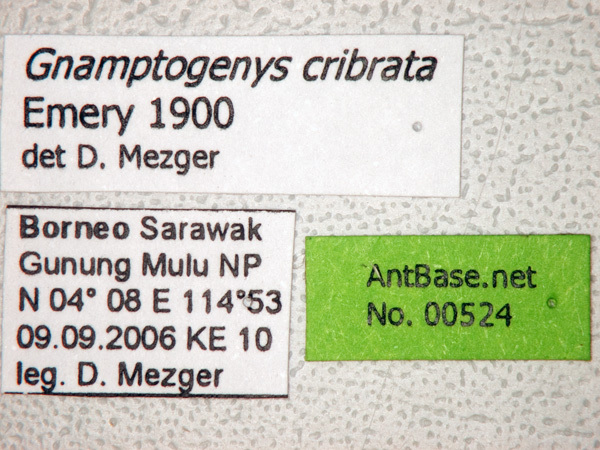 Gnamptogenys cribrata
Emery 1900
det D. Mezger
Borneo Sarawak
Gunung Mulu NP
N 04° 08 E 114°53
09.09.2006 KE 10
leg. D. Mezger
AntBase.net
No. 00524